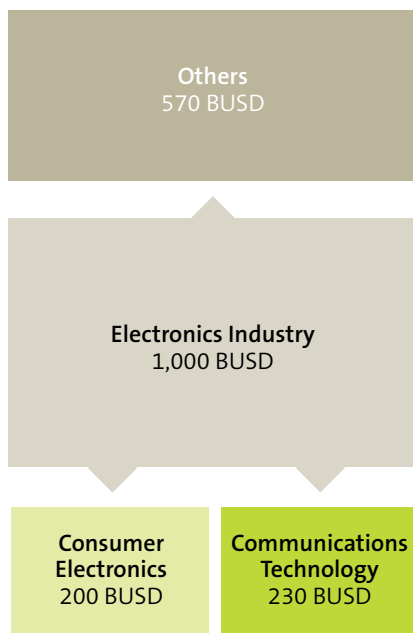 Others
570 BUSD
Electronics Industry
1,000 BUSD
Consumer
Electronics
200 BUSD
Communications
Technology
230 BUSD